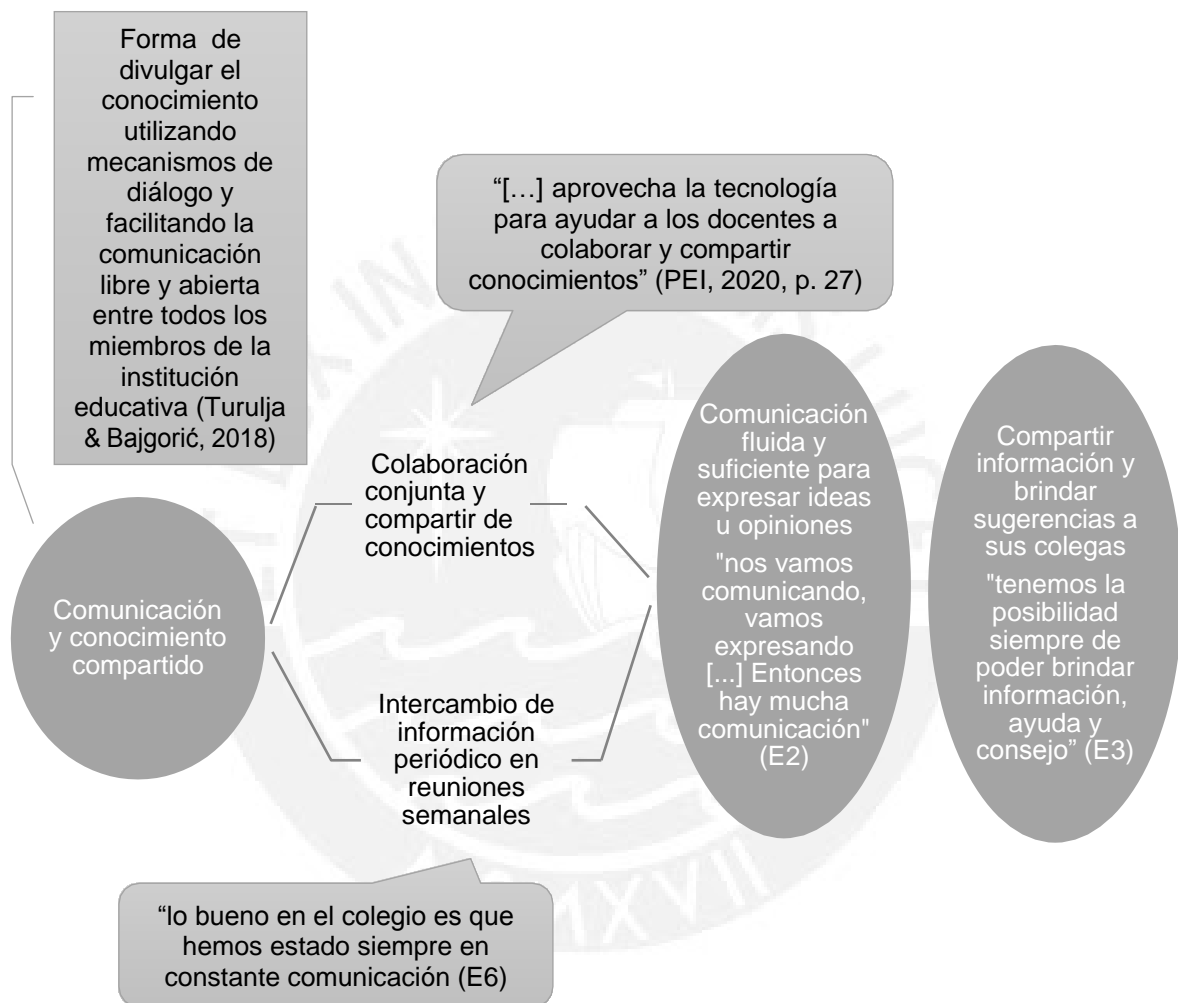 Forma de
divulgar el
conocimiento
utilizando
mecanismos de
diálogo y
facilitando la
comunicación
libre y abierta
entre todos los
miembros de la
institución
educativa (Turulja
& Bajgorić, 2018)
“[…] aprovecha la tecnología
para ayudar a los docentes a
colaborar y compartir
conocimientos” (PEI, 2020, p. 27)
Comunicación
y conocimiento
compartido
Colaboración
conjunta y
compartir de
conocimientos
Intercambio de
información
periódico en
reuniones
semanales
“lo bueno en el colegio es que
hemos estado siempre en
constante comunicación (E6)
Comunicación
fluida y
suficiente para
expresar ideas
u opiniones
"nos vamos
comunicando,
vamos
expresando
[...] Entonces
hay mucha
comunicación"
(E2)
Compartir
información y
brindar
sugerencias a
sus colegas
"tenemos la
posibilidad
siempre de
poder brindar
información,
ayuda y
consejo” (E3)